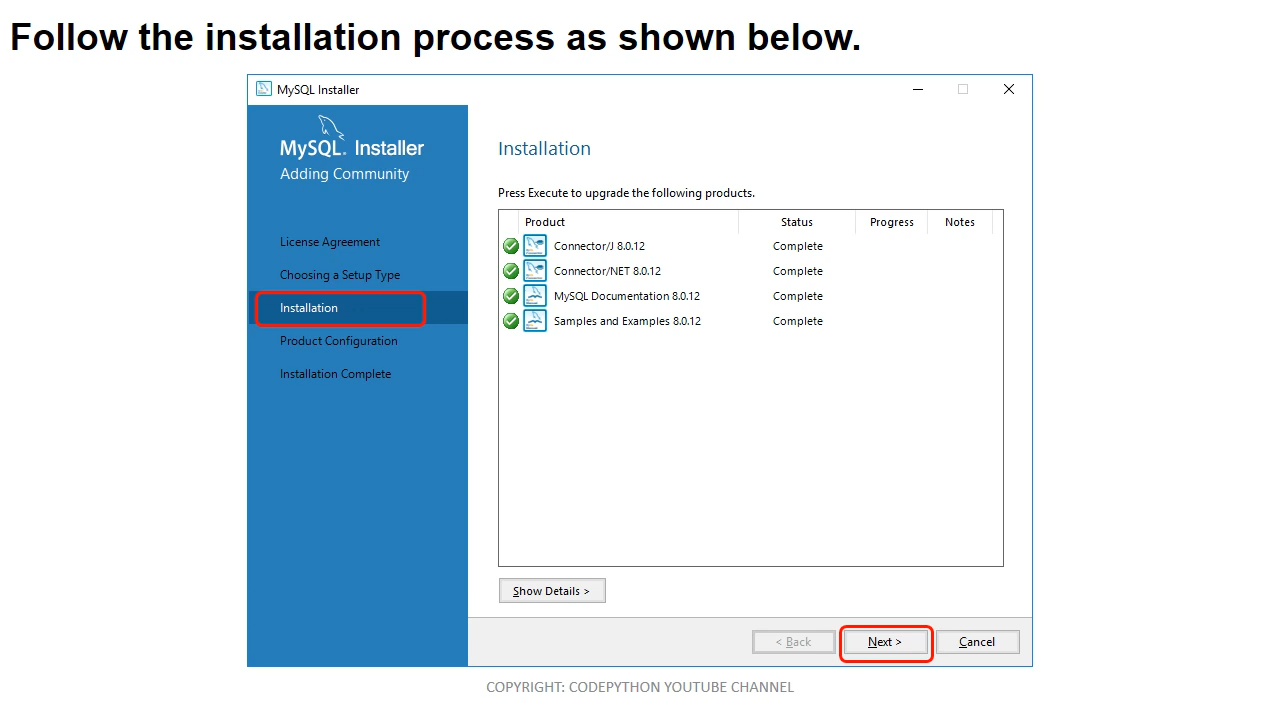 Follow the installation process as shown below.
MySQL Installer
MySQL. Installer
Adding Community
License Agreement
Choosing a Setup Type
Installation
Product Configuration
Installation Complete
Installation
Press Execute to upgrade the following products.
Product Status Progress Notes
Connector/J 8.0.12 Complete
Connector/NET 8.0.12 Complete
MySQL Documentation 8.0.12 Complete
Samples and Examples 8.0.12 Complete
Show Details >
< Back Next > Cancel
COPYRIGHT: CODEPYTHON YOUTUBE CHANNEL